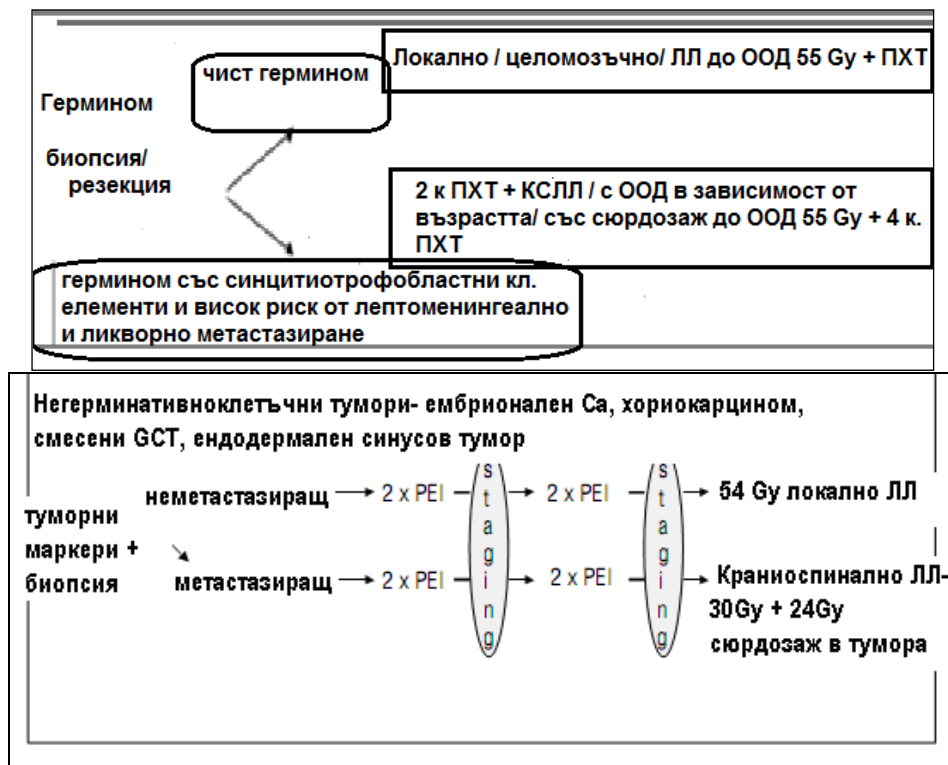 чист гермином
Локално / целомозъчно/ ЛЛ до ООД 55 Gy + ПХТ
Гермином
биопсия/
резекция
2 к ПХТ + КСЛЛ / с ООД в зависимост от
възрастта/ със сюрдозаж до ООД 55 Gy + 4 к.
ПХТ
гермином със синцитиотрофобластни кл.
елементи и висок риск от лептоменингеално
и ликворно метастазиране
Негерминативноклетъчни тумори- ембрионален Са, хориокарцином,
смесени GCT, ендодермален синусов тумор
туморни
маркери +
биопсия
неметастазиращ 2 x PEI staging 2 x PEI staging 54 Gy локално ЛЛ
метастазиращ 2 x PEI 2 x PEI Краниоспинално ЛЛ-
30Gy + 24Gy
сюрдозаж в тумора